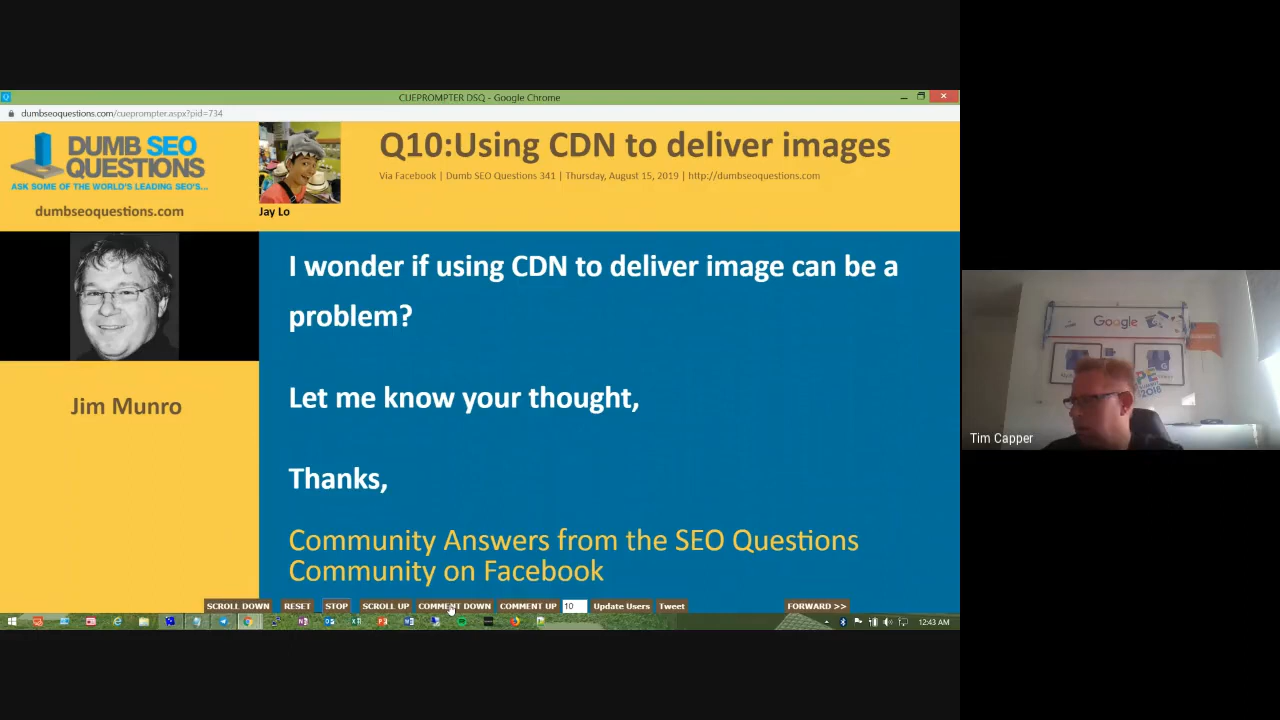 CUEPROMPTER DSQ - Google Chrome
dumbseoquestions.com/cueprompter.aspx?pid=734
DUMB SEO
QUESTIONS
ASK SOME OF THE WORLD'S LEADING SEO'S...
dumbseoquestions.com
Jay Lo
Q10:Using CDN to deliver images
Via Facebook | Dumb SEO Questions 341 | Thursday, August 15, 2019 | http://dumbseoquestions.com
Jim Munro
I wonder if using CDN to deliver image can be a
problem?
Let me know your thought,
Thanks,
Community Answers from the SEO Questions
Community on Facebook
SCROLL DOWN RESET STOP SCROLL UP COMMENT DOWN COMMENT UP 10 Update Users Tweet FORWARD >>
12:43 AM
Google
2018
Tim Capper